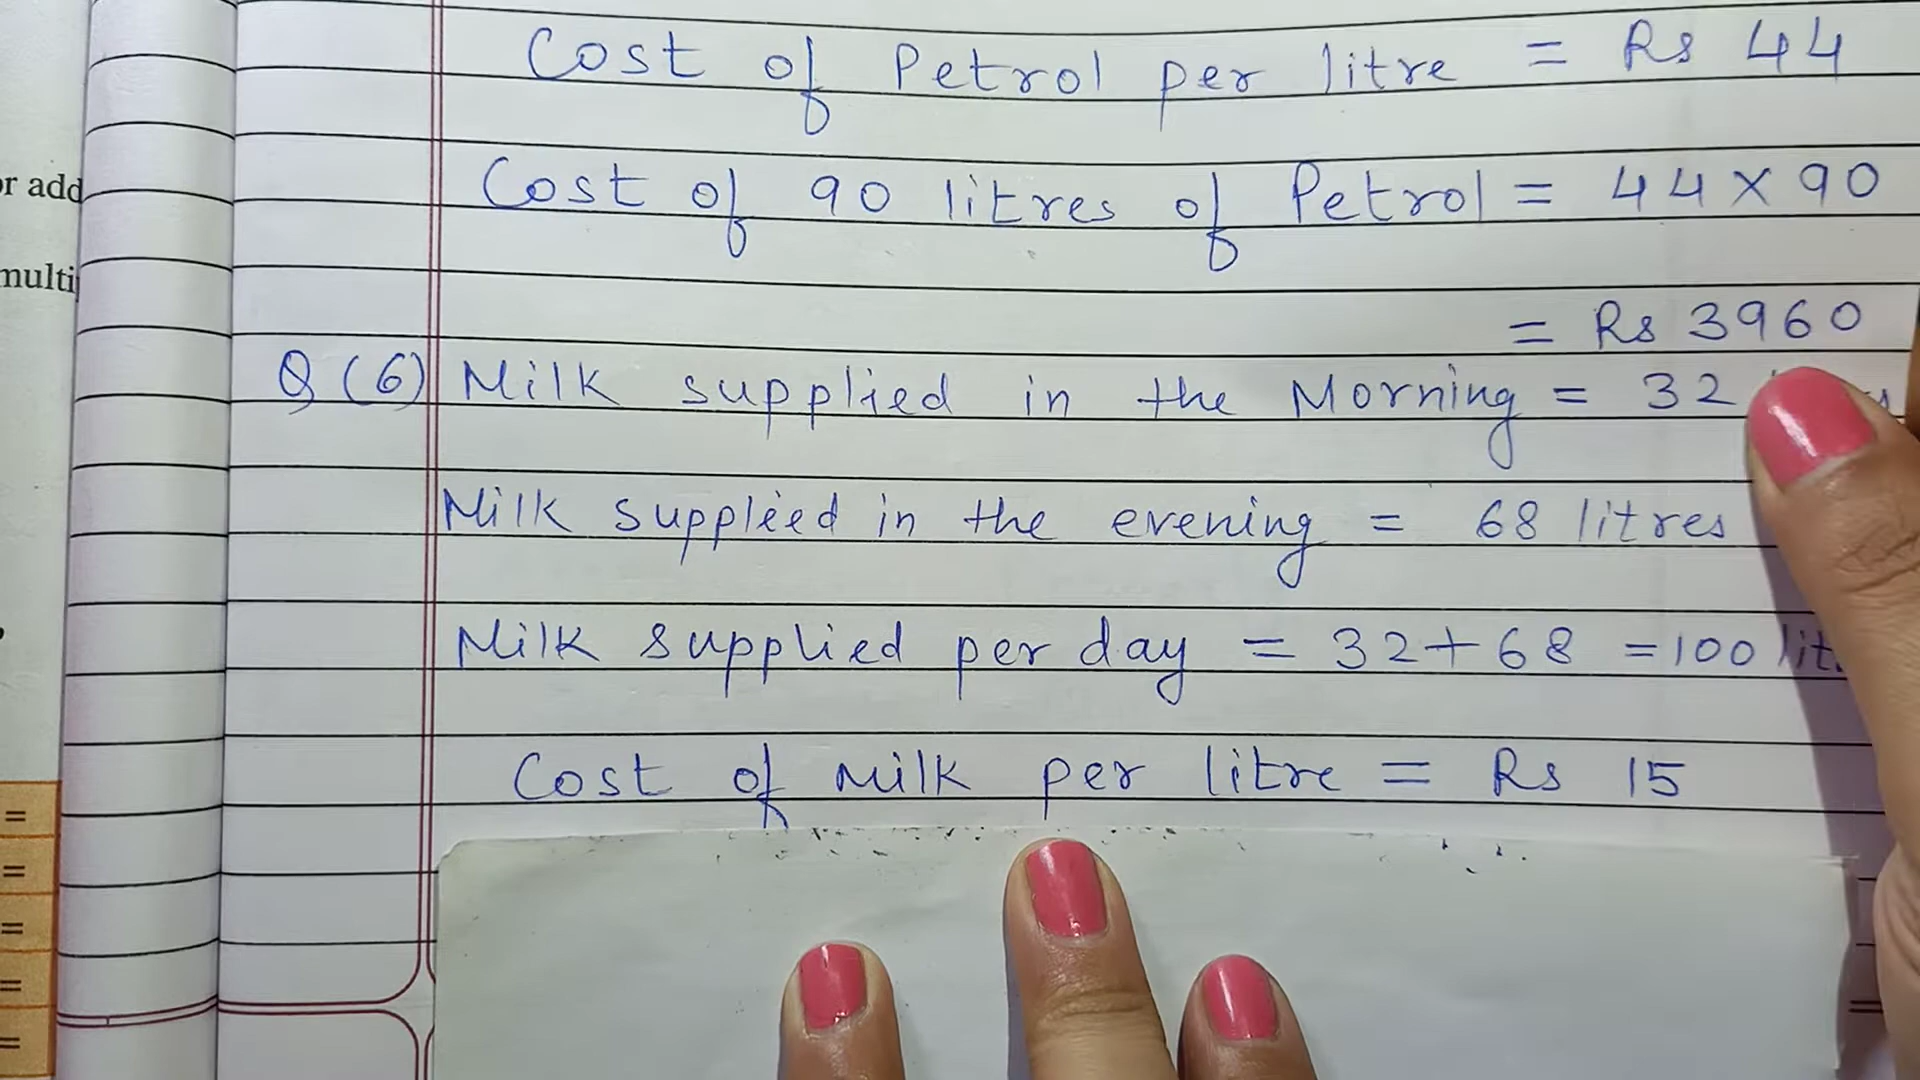 Cost of Petrol per litre = Rs 44
Cost of 90 litres of Petrol = 44 × 90
or add
multi
= Rs 3960
Q (6) Milk supplied in the Morning = 32
Milk supplied in the evening = 68 litres
Milk supplied per day = 32 + 68 = 100 lit
Cost of milk per litre = Rs 15
=
=
=
=
=